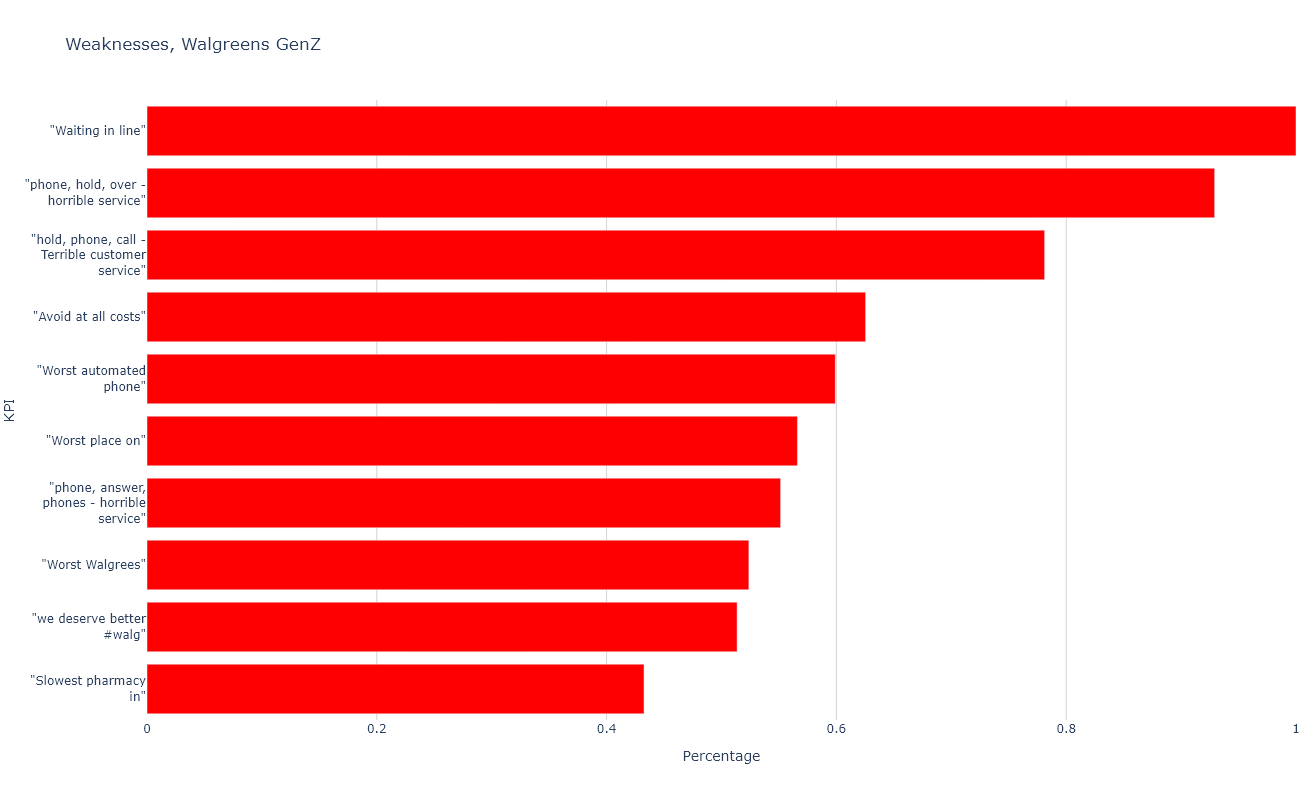 Weaknesses, Walgreens GenZ
"Waiting in line"
"phone, hold, over -
horrible service"
"hold, phone, call -
Terrible customer
service"
"Avoid at all costs"
"Worst automated
phone"
"Worst place on"
"phone, answer,
phones - horrible
service"
"Worst Walgrees"
"we deserve better
#walg"
"Slowest pharmacy
in"
KPI
0 0.2 0.4 0.6 0.8 1
Percentage